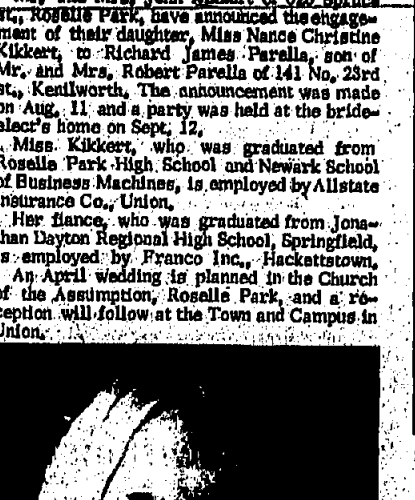 St., Roselle Park, have announced the engage-
ment of their daughter, Miss Nance Christine
Kikkert, to Richard James Parella, son of
Mr. and Mrs. Robert Parella of 141 No. 23rd
st., Kenilworth. The announcement was made
on Aug. 11 and a party was held at the bride-
elect's home on Sept. 12.
Miss Kikkert, who was graduated from
Roselle Park High School and Newark School
of Business Machines, is employed by Allstate
Insurance Co., Union.
Her fiance, who was graduated from Jona-
than Dayton Regional High School, Springfield,
is employed by Franco Inc., Hackettstown.
An April wedding is planned in the Church
of the Assumption, Roselle Park, and a re-
ception will follow at the Town and Campus in
Union.